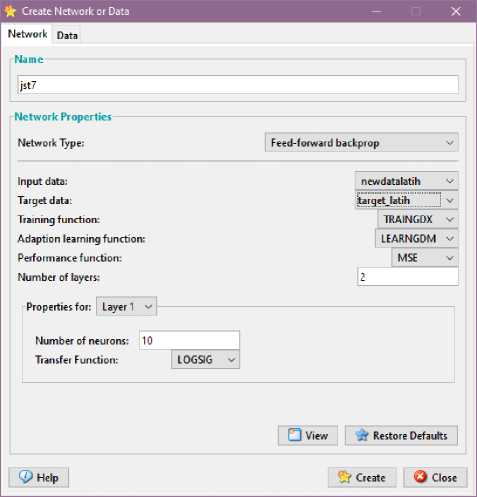 Create Network or Data
Network Data
Name
jst7
Network Properties
Network Type: Feed-forward backprop
Input data: newdatalatih
Target data: target_latih
Training function: TRAINGDX
Adaption learning function: LEARNGDM
Performance function: MSE
Number of layers: 2
Properties for: Layer 1
Number of neurons: 10
Transfer Function: LOGSIG
View Restore Defaults
Help Create Close